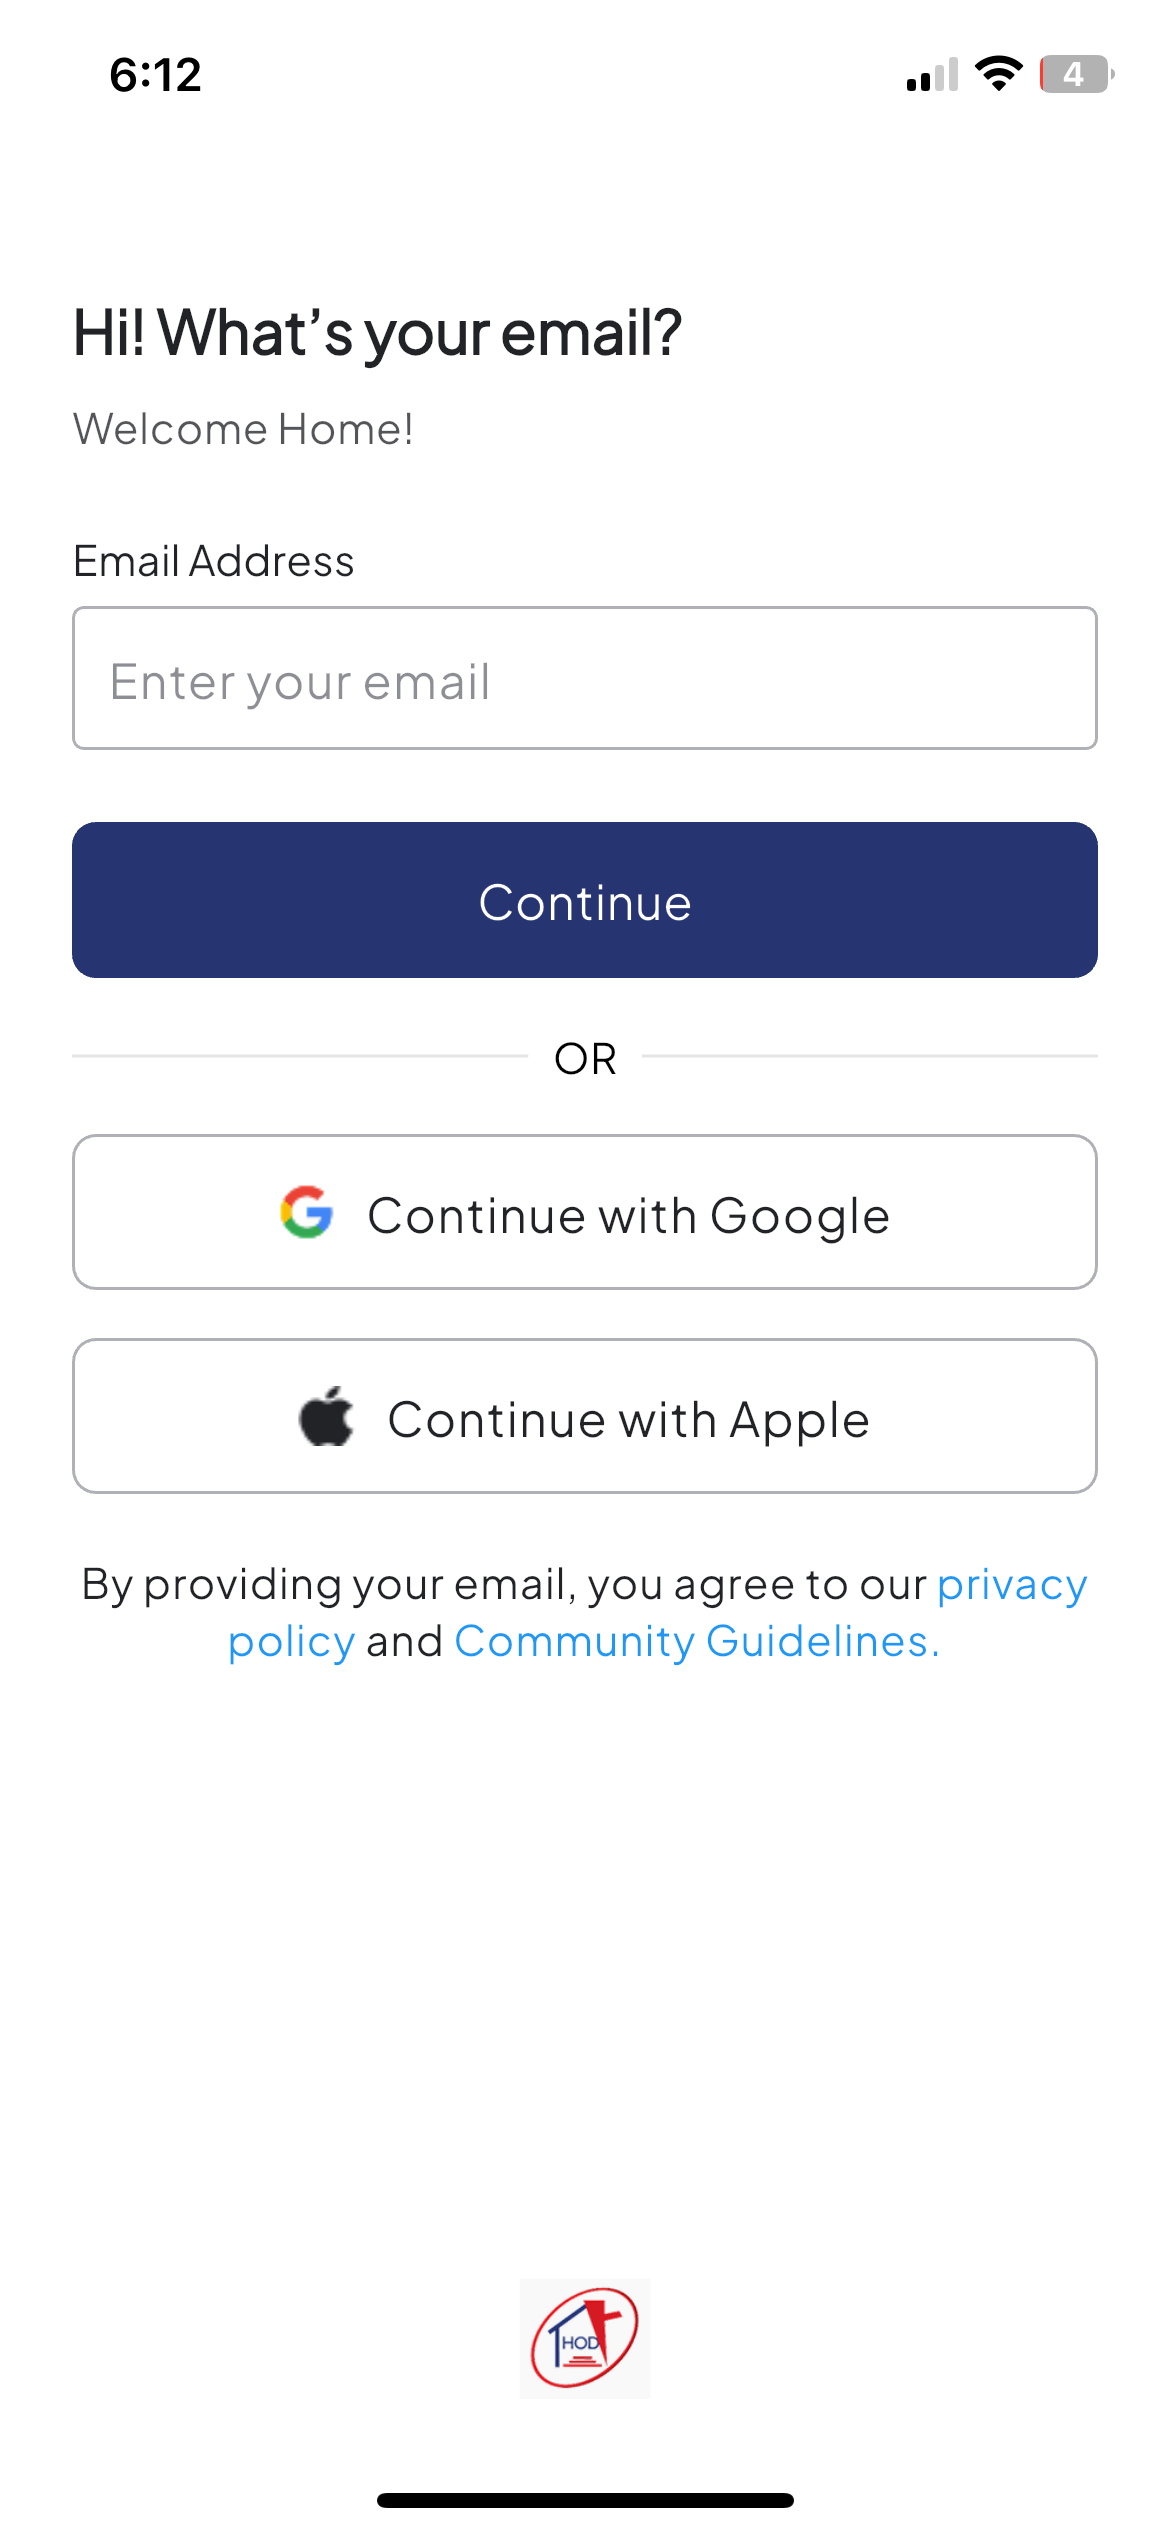 6:12
4
Hi! What’s your email?
Welcome Home!
Email Address
Enter your email
Continue
OR
Continue with Google
Continue with Apple
By providing your email, you agree to our privacy
policy and Community Guidelines.
HOD